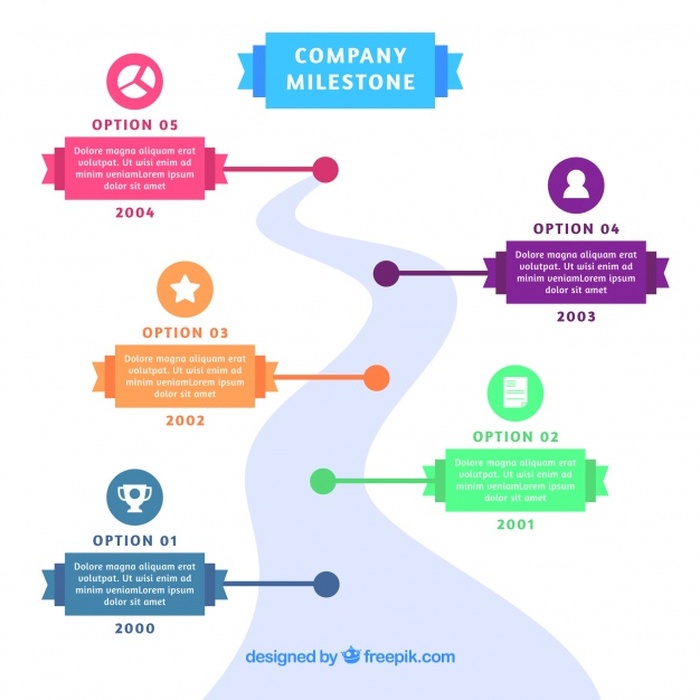 COMPANY
MILESTONE
OPTION 05
Dolore magna aliquam erat
volutpat. Ut wisi enim ad
minim veniamLorem ipsum
dolor sit amet
2004
OPTION 04
Dolore magna aliquam erat
volutpat. Ut wisi enim ad
minim veniamLorem ipsum
dolor sit amet
2003
OPTION 03
Dolore magna aliquam erat
volutpat. Ut wisi enim ad
minim veniamLorem ipsum
dolor sit amet
2002
OPTION 02
Dolore magna aliquam erat
volutpat. Ut wisi enim ad
minim veniamLorem ipsum
dolor sit amet
2001
OPTION 01
Dolore magna aliquam erat
volutpat. Ut wisi enim ad
minim veniamLorem ipsum
dolor sit amet
2000
designed by freepik.com